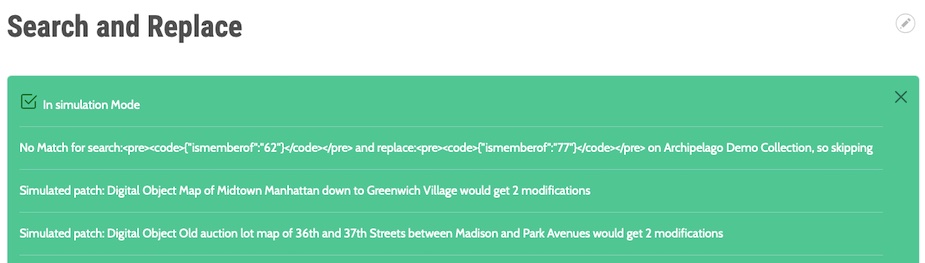 Search and Replace
In simulation Mode
No Match for search:<pre><code>{"ismemberof":"62"}</code></pre> and replace:<pre><code>{"ismemberof":"77"}</code></pre> on Archipelago Demo Collection, so skipping
Simulated patch: Digital Object Map of Midtown Manhattan down to Greenwich Village would get 2 modifications
Simulated patch: Digital Object Old auction lot map of 36th and 37th Streets between Madison and Park Avenues would get 2 modifications